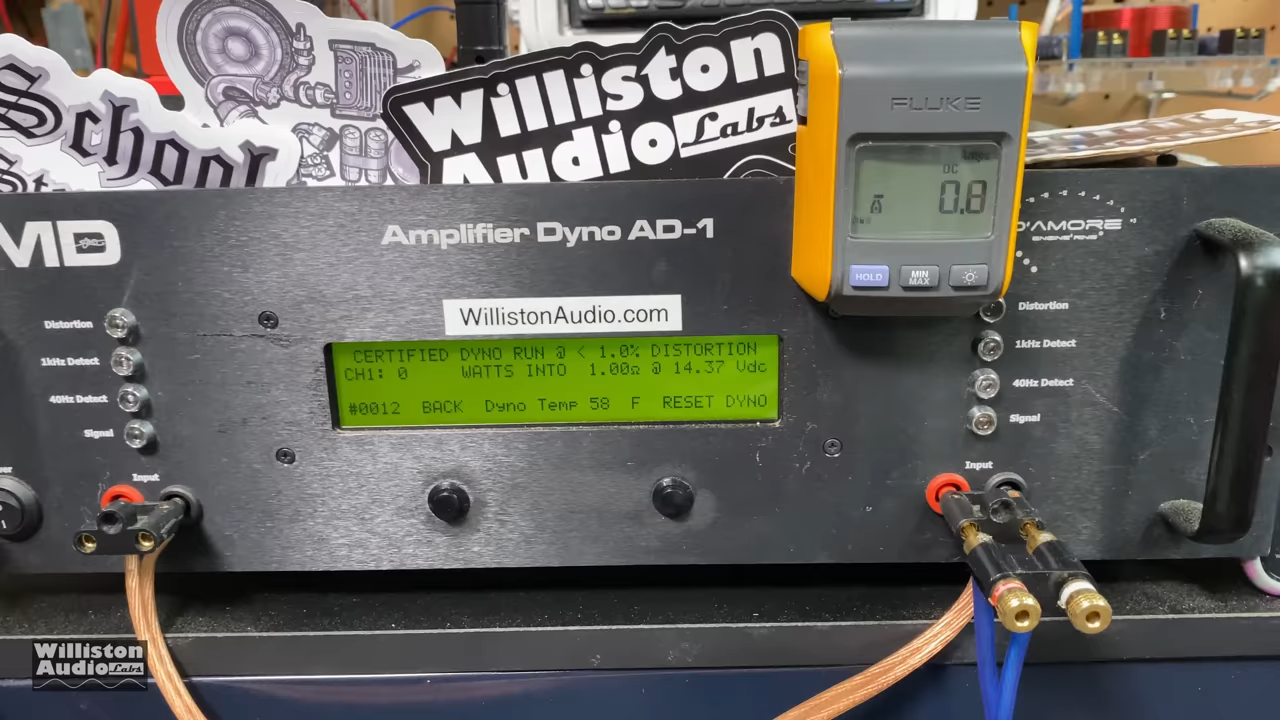 School
Williston
Audio Labs
FLUKE
DC
0.8
HOLD
MIN
MAX
MD
Amplifier Dyno AD-1
D'AMORE
ENGINEERING
WillistonAudio.com
CERTIFIED DYNO RUN @ < 1.0% DISTORTION
CH1: 0 WATTS INTO 1.00Ω @ 14.37 Vdc
#0012 BACK Dyno Temp 58 F RESET DYNO
Distortion
1kHz Detect
40Hz Detect
Signal
Input
Distortion
1kHz Detect
40Hz Detect
Signal
Input
Williston
Audio Labs